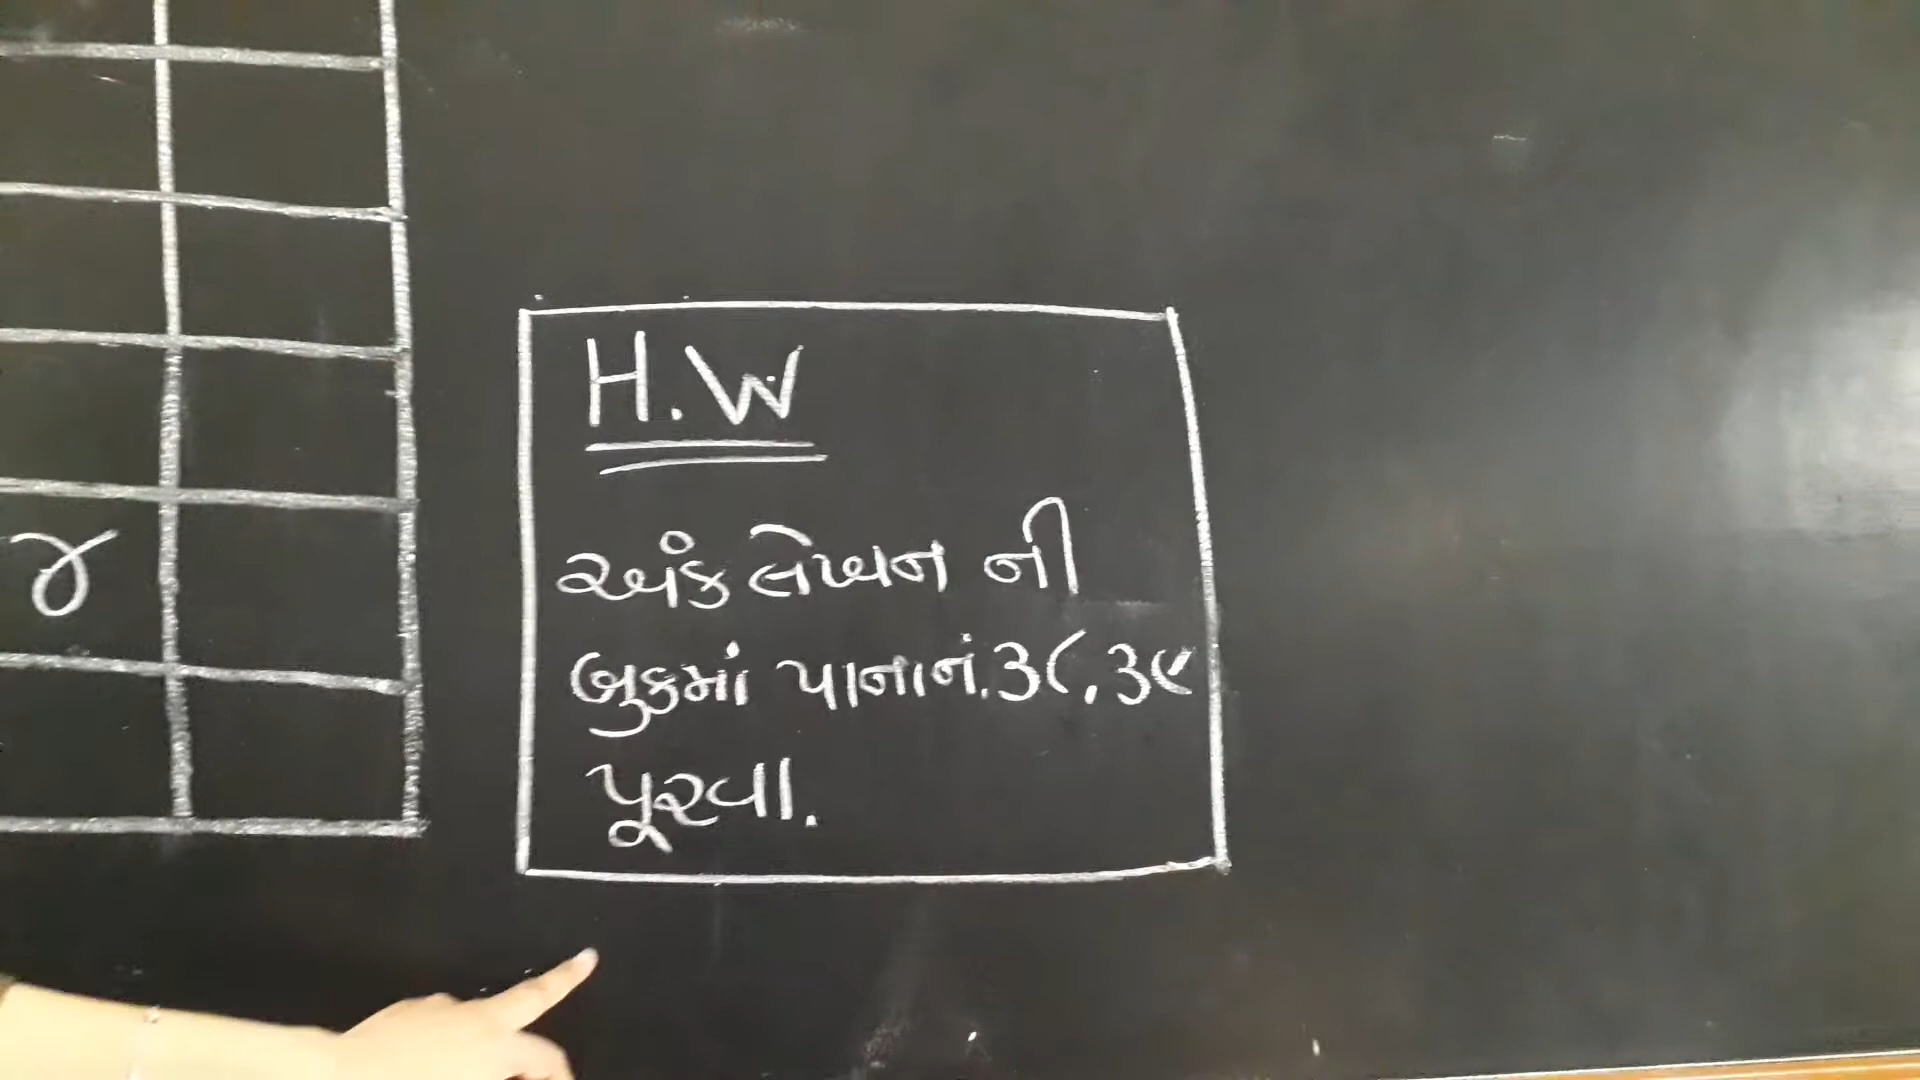 H.W
૪
અંક લેખન ની
બુકમાં પાના નં. ૩૮, ૩૯
પૂરવા.